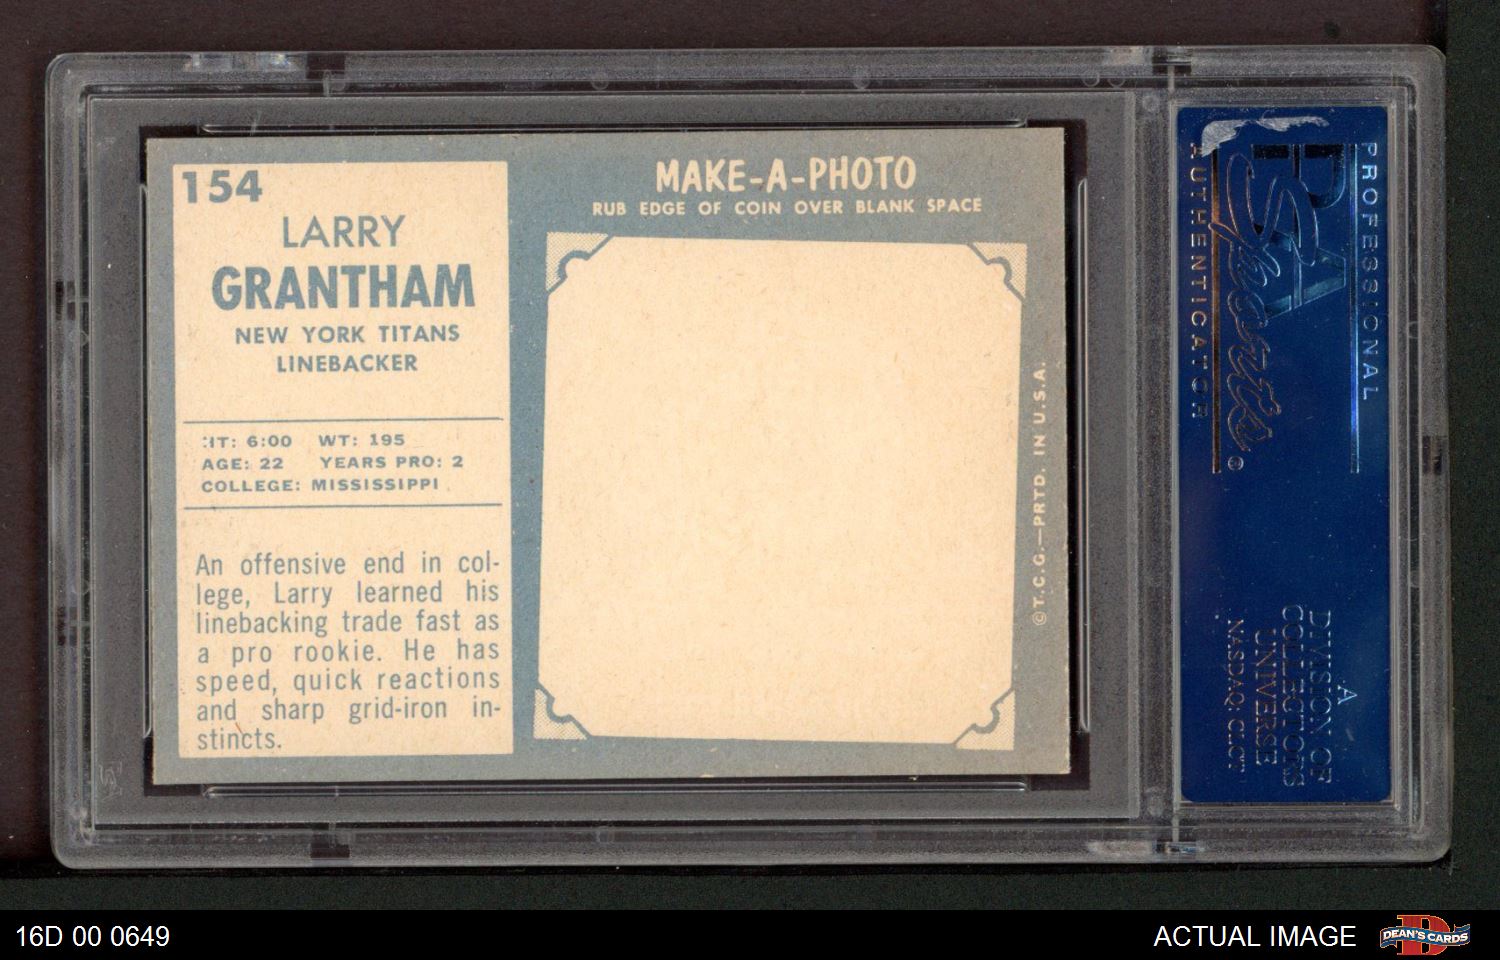 154
LARRY
GRANTHAM
NEW YORK TITANS
LINEBACKER
HT: 6:00 WT: 195
AGE: 22 YEARS PRO: 2
COLLEGE: MISSISSIPPI
An offensive end in col-
lege, Larry learned his
linebacking trade fast as
a pro rookie. He has
speed, quick reactions
and sharp grid-iron in-
stincts.
MAKE-A-PHOTO
RUB EDGE OF COIN OVER BLANK SPACE
©T.C.G.—PRTD. IN U.S.A.
PROFESSIONAL
PSA
Sports
®
AUTHENTICATOR
A
DIVISION OF
COLLECTORS
UNIVERSE
NASDAQ: CLCT
16D 00 0649
ACTUAL IMAGE
DEAN'S CARDS